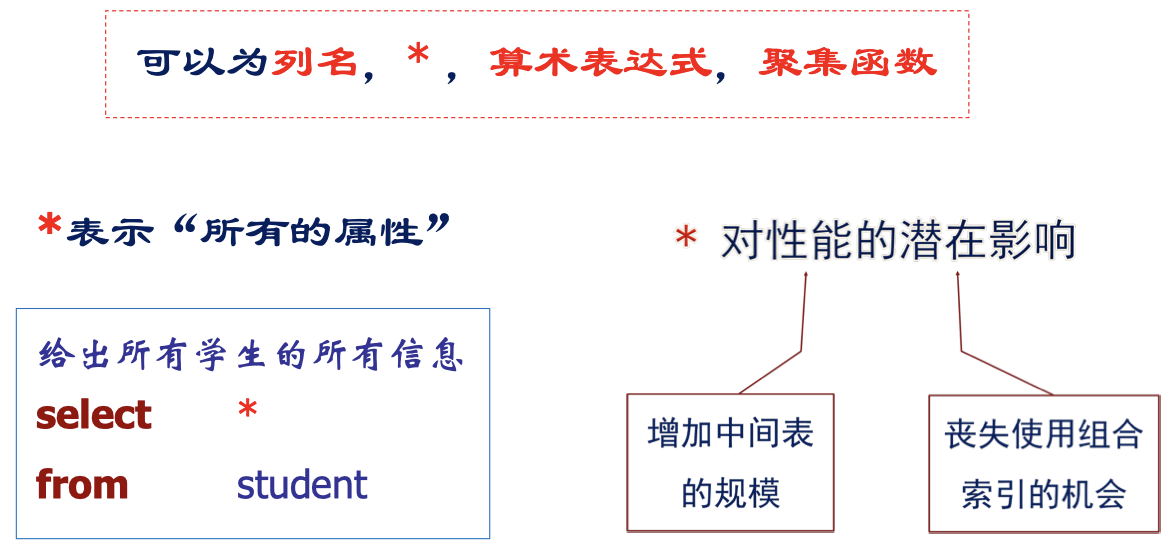 可以为列名，*，算术表达式，聚集函数
*表示“所有的属性”
给出所有学生的所有信息
select *
from student
* 对性能的潜在影响
增加中间表
的规模
丧失使用组合
索引的机会